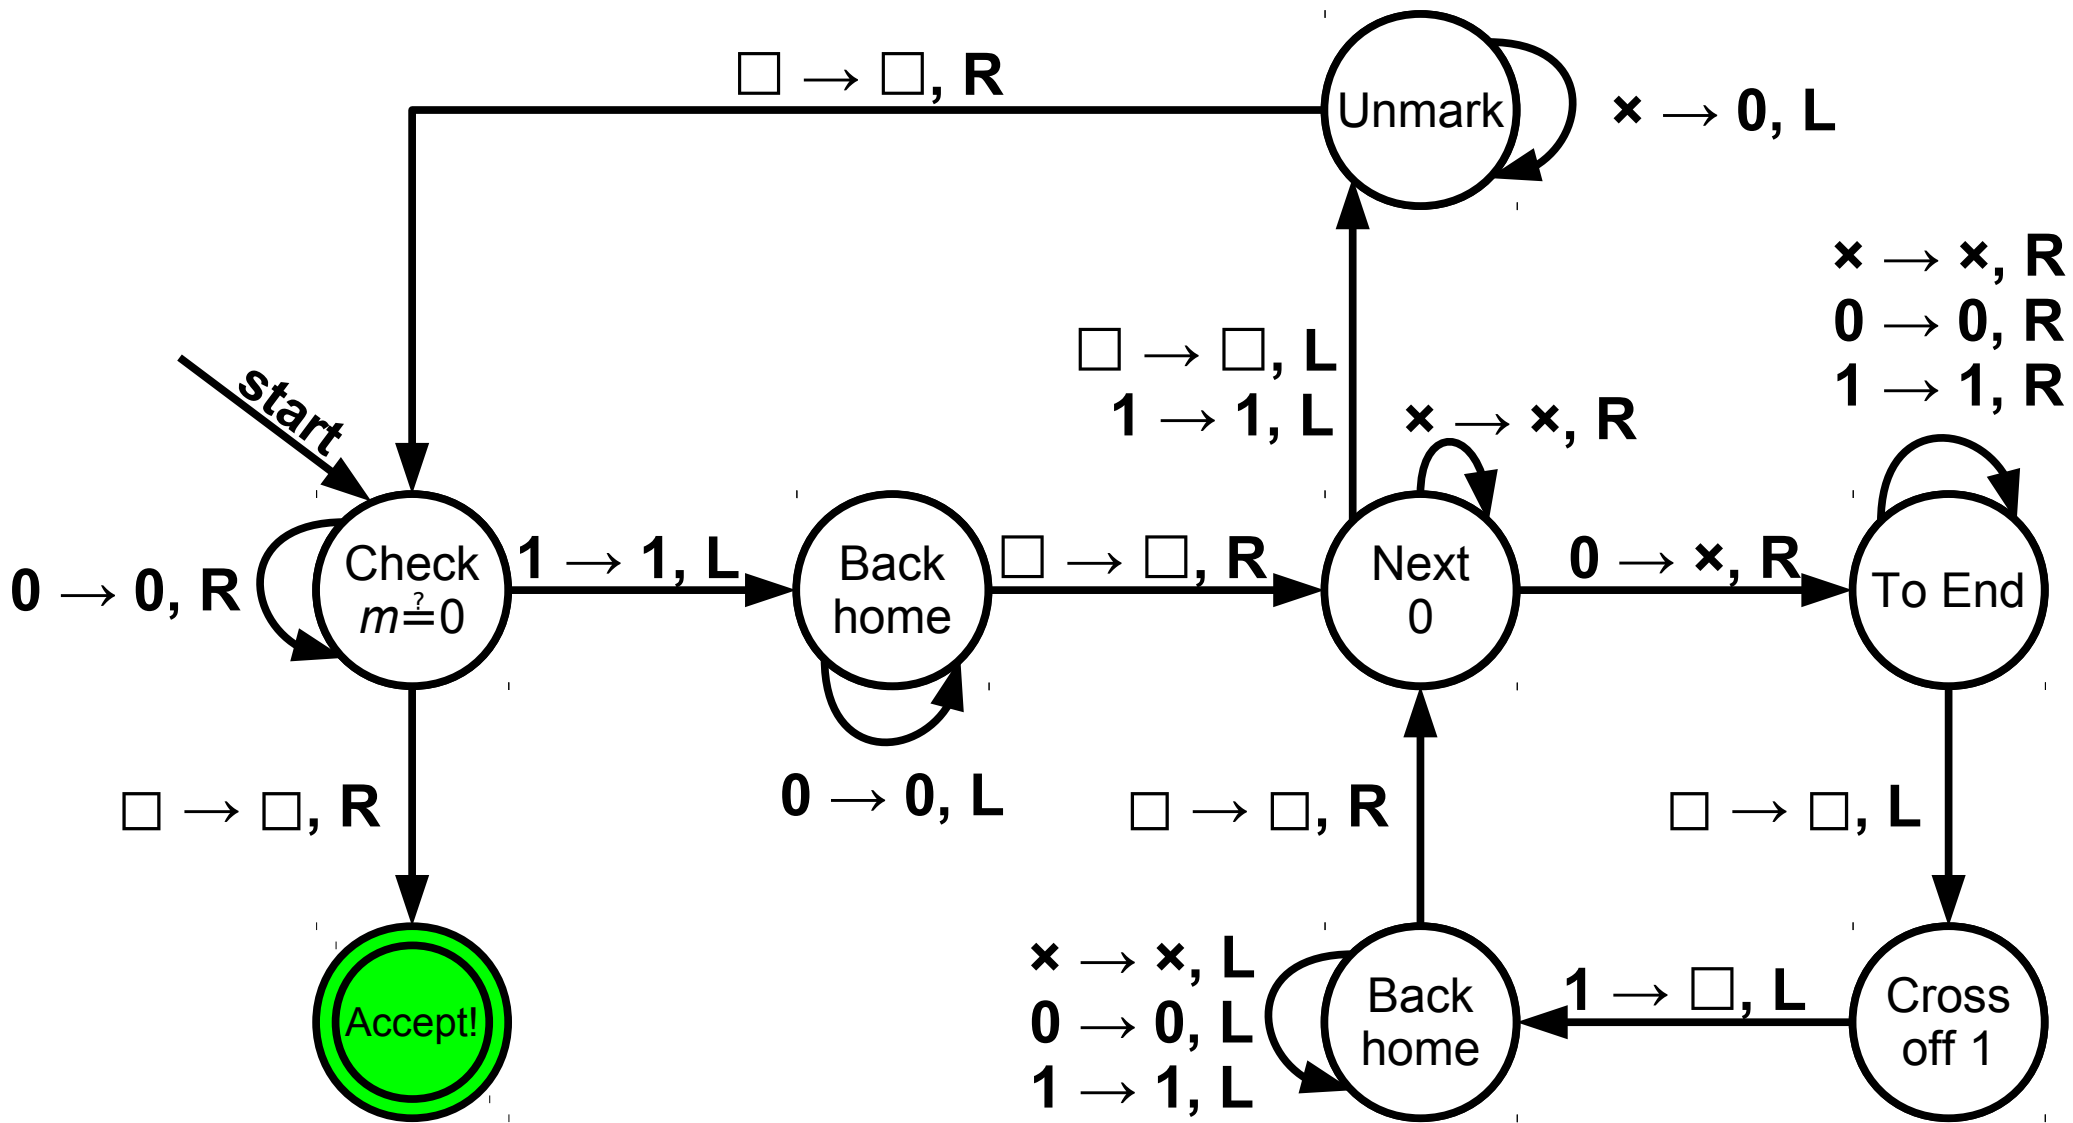 □ → □, R
Unmark
× → 0, L
× → ×, R
0 → 0, R
1 → 1, R
□ → □, L
1 → 1, L
× → ×, R
start
Check
m≟0
0 → 0, R
1 → 1, L
Back
home
□ → □, R
Next
0
0 → ×, R
To End
0 → 0, L
□ → □, R
□ → □, R
□ → □, L
Accept!
× → ×, L
0 → 0, L
1 → 1, L
Back
home
1 → □, L
Cross
off 1